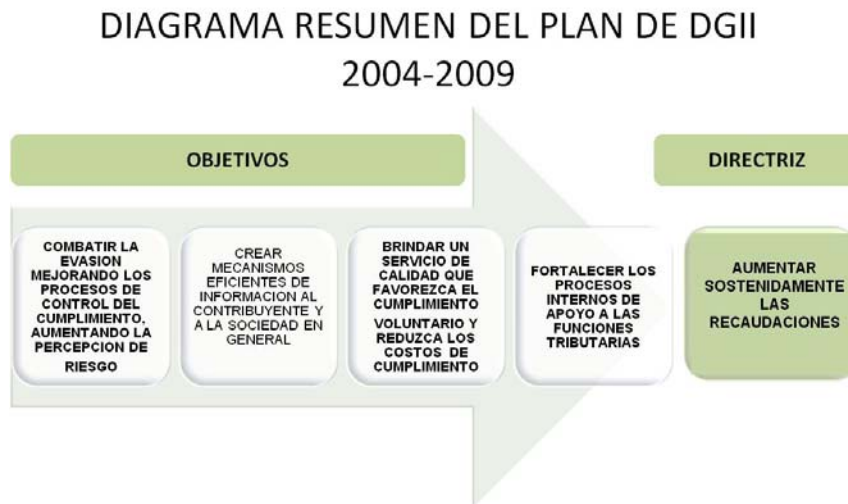 DIAGRAMA RESUMEN DEL PLAN DE DGII
2004-2009
OBJETIVOS
DIRECTRIZ
COMBATIR LA
EVASION
MEJORANDO LOS
PROCESOS DE
CONTROL DEL
CUMPLIMIENTO,
AUMENTANDO LA
PERCEPCION DE
RIESGO
CREAR
MECANISMOS
EFICIENTES DE
INFORMACION AL
CONTRIBUYENTE Y
A LA SOCIEDAD EN
GENERAL
BRINDAR UN
SERVICIO DE
CALIDAD QUE
FAVOREZCA EL
CUMPLIMIENTO
VOLUNTARIO Y
REDUZCA LOS
COSTOS DE
CUMPLIMIENTO
FORTALECER LOS
PROCESOS
INTERNOS DE
APOYO A LAS
FUNCIONES
TRIBUTARIAS
AUMENTAR
SOSTENIDAMENTE
LAS
RECAUDACIONES